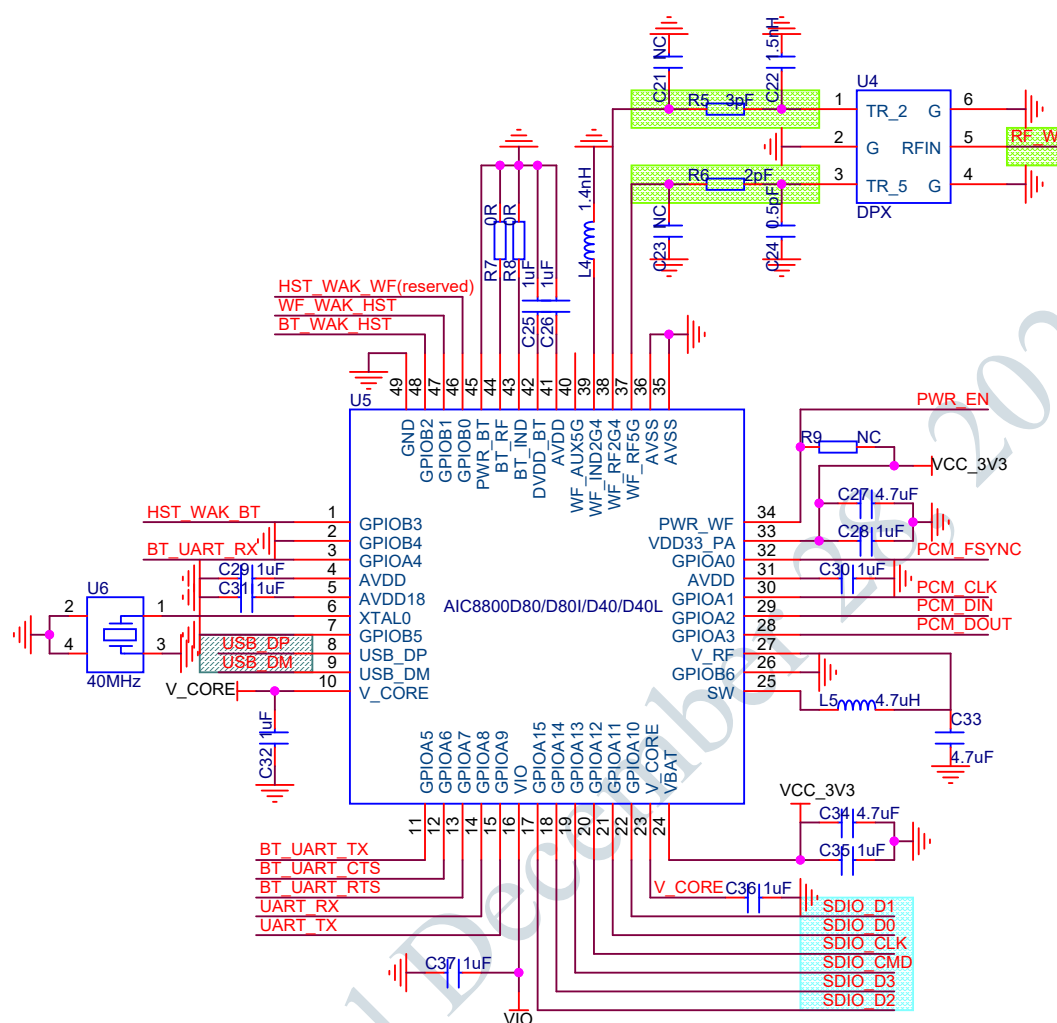 C21 NC
C22 1.5nH
U4
R5 3pF
1 TR_2 G 6
2 G RFIN 5 RF_W
3 TR_5 G 4
DPX
R6 2pF
C23 NC
C24 0.5pF
L4 1.4nH
R7 0R
R8 0R
C25 1uF
C26 1uF
HST_WAK_WF(reserved)
WF_WAK_HST
BT_WAK_HST
U5
49 GND
48 GPIOB2
47 GPIOB1
46 GPIOB0
45 PWR_BT
44 BT_RF
43 BT_IND
42 DVDD_BT
41 AVDD
40 WF_AUX5G
39 WF_IND2G4
38 WF_RF2G4
37 WF_RF5G
36 AVSS
35 AVSS
PWR_EN
R9 NC
VCC_3V3
C27 4.7uF
C28 1uF
HST_WAK_BT
1 GPIOB3
2 GPIOB4
BT_UART_RX
3 GPIOA4
C29 1uF
4 AVDD
C31 1uF
5 AVDD18
6 XTAL0
7 GPIOB5
USB_DP
8 USB_DP
USB_DM
9 USB_DM
V_CORE
10 V_CORE
C32 1uF
U6
2 1
4 3
40MHz
AIC8800D80/D80I/D40/D40L
PWR_WF 34
VDD33_PA 33
GPIOA0 32 PCM_FSYNC
AVDD 31 C30 1uF
GPIOA1 30 PCM_CLK
GPIOA2 29 PCM_DIN
GPIOA3 28 PCM_DOUT
V_RF 27
GPIOB6 26
SW 25
L5 4.7uH
C33
4.7uF
GPIOA5 11
GPIOA6 12
GPIOA7 13
GPIOA8 14
GPIOA9 15
VIO 16
GPIOA15 17
GPIOA14 18
GPIOA13 19
GPIOA12 20
GPIOA11 21
GPIOA10 22
V_CORE 23
VBAT 24
VCC_3V3
C34 4.7uF
C35 1uF
BT_UART_TX
BT_UART_CTS
BT_UART_RTS
UART_RX
UART_TX
V_CORE C36 1uF
SDIO_D1
SDIO_D0
SDIO_CLK
SDIO_CMD
SDIO_D3
SDIO_D2
C37 1uF
VIO
December 28, 202